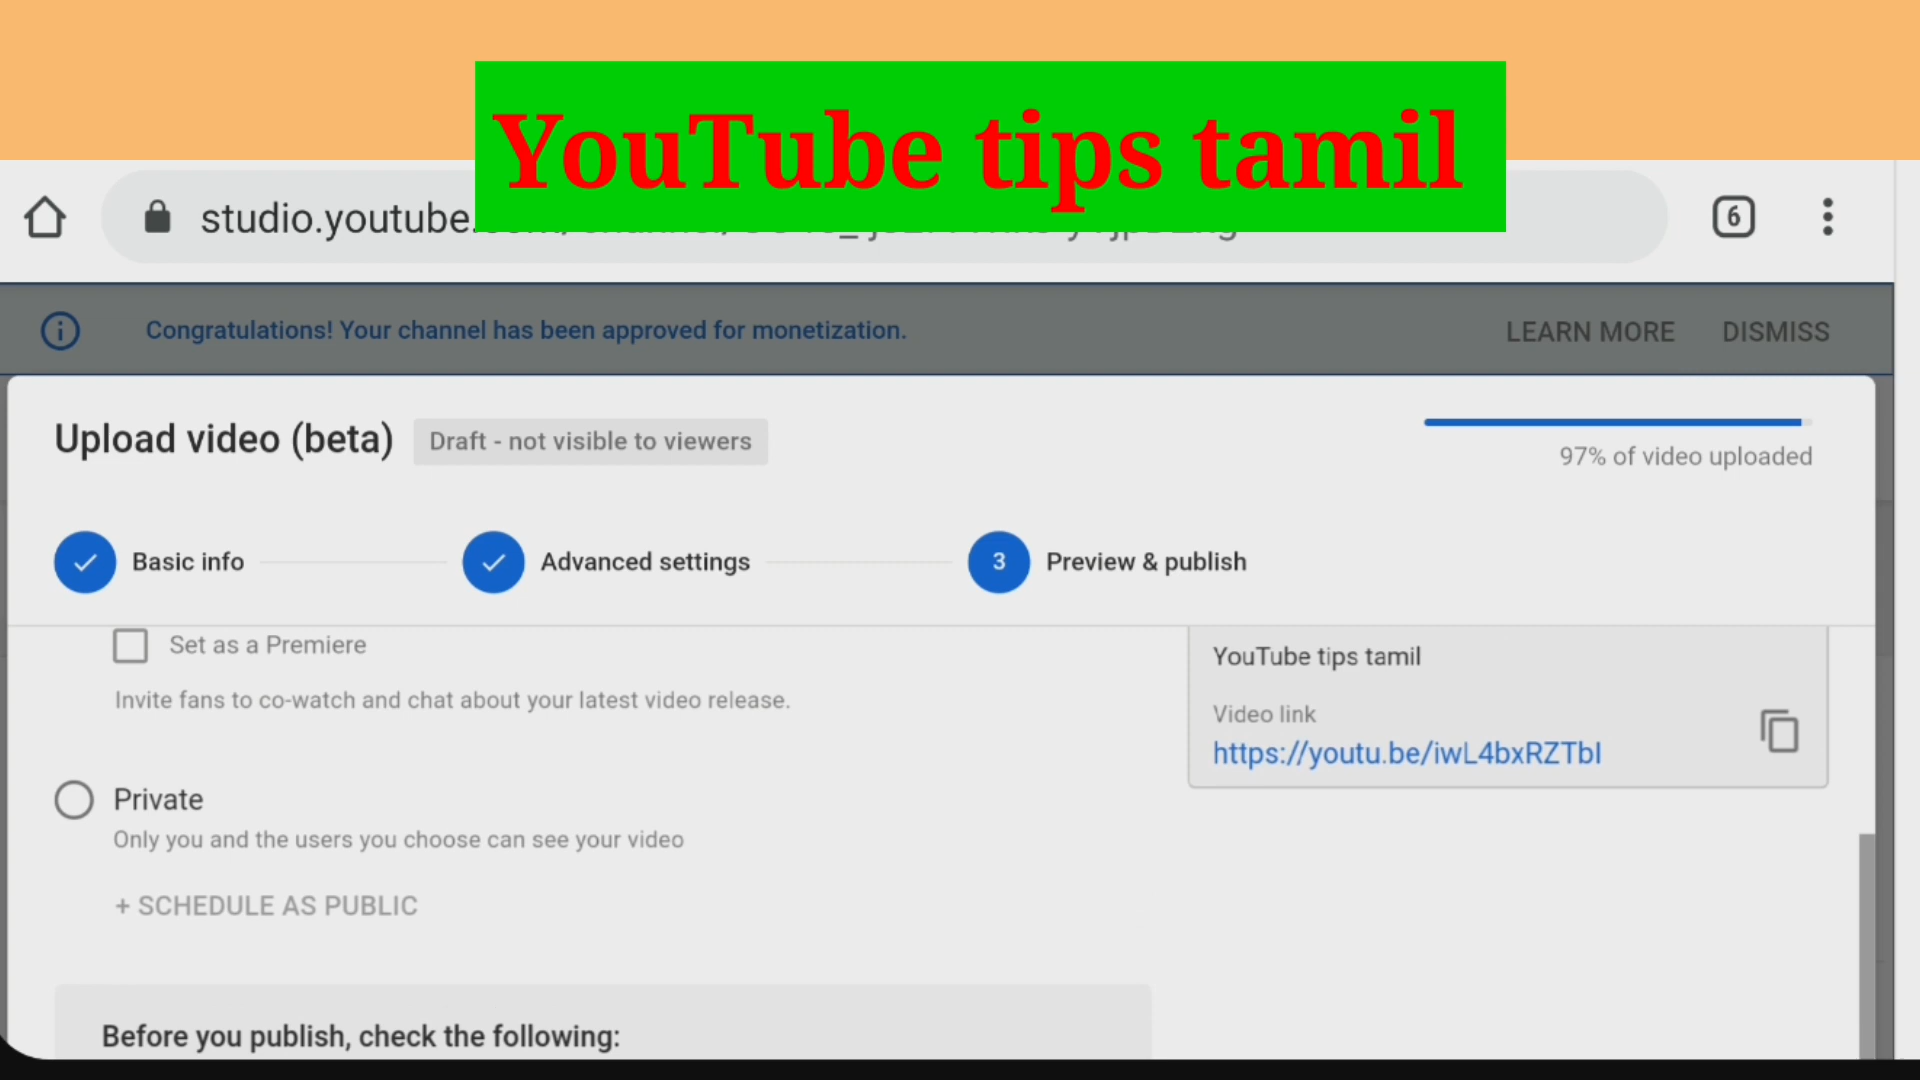 YouTube tips tamil
studio.youtube.
6
Congratulations! Your channel has been approved for monetization.
LEARN MORE
DISMISS
Upload video (beta)
Draft - not visible to viewers
97% of video uploaded
Basic info
Advanced settings
3
Preview & publish
Set as a Premiere
Invite fans to co-watch and chat about your latest video release.
YouTube tips tamil
Video link
https://youtu.be/iwL4bxRZTbI
Private
Only you and the users you choose can see your video
+ SCHEDULE AS PUBLIC
Before you publish, check the following: